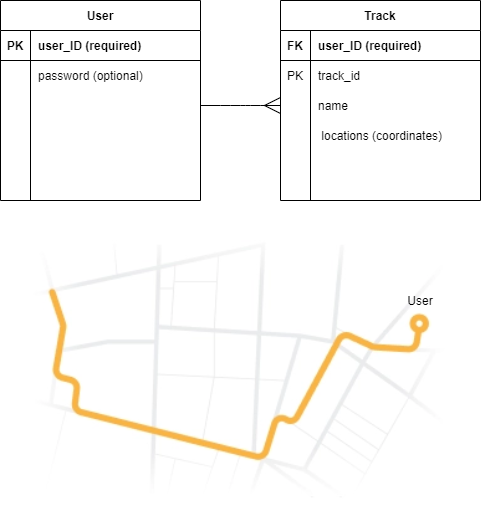 User
PK user_ID (required)
password (optional)
Track
FK user_ID (required)
PK track_id
name
locations (coordinates)
User